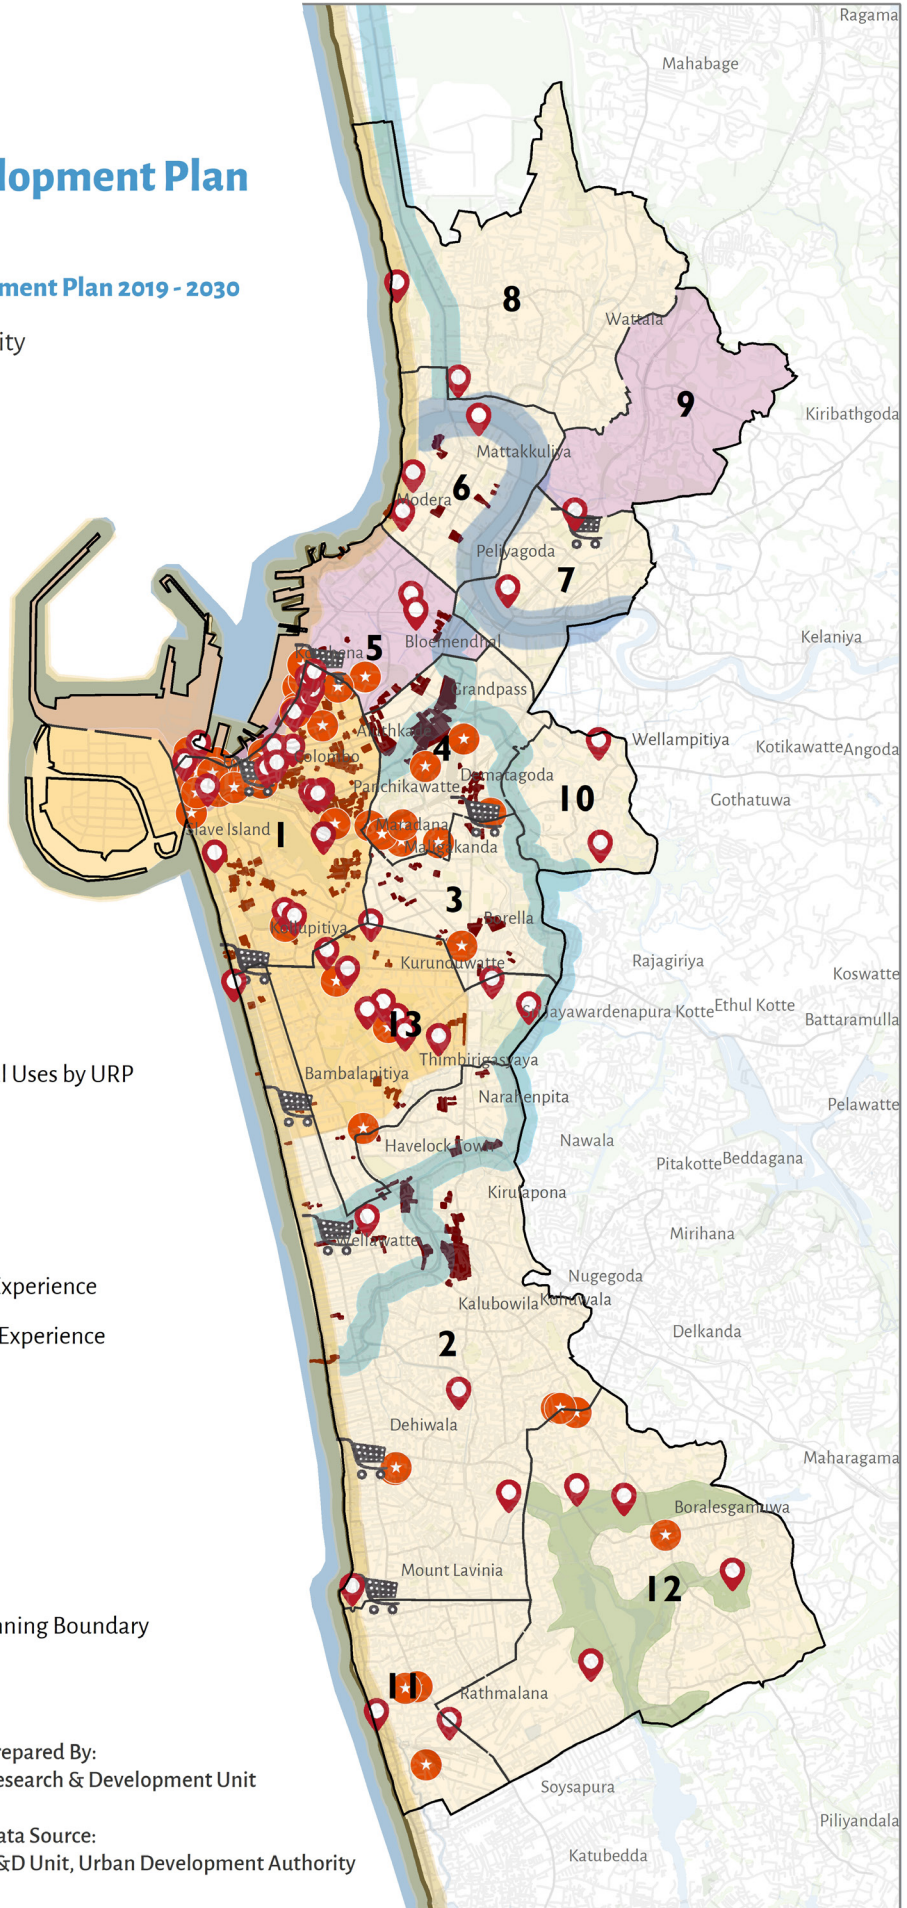 Ragama
Mahabage
lopment Plan
ment Plan 2019 - 2030
8
Wattala
ity
9
Kiribathgoda
Mattakkuliya
6
Modera
Peliyagoda
7
Kelaniya
Bloemendhal
5
Grandpass
Wellampitiya
Kotikawatte
Angoda
4
Panchikawatte
Dematagoda
10
Gothatuwa
Slave Island
1
Maradana
Maligakanda
3
Borella
Kollupitiya
Kurunduwatte
Rajagiriya
Koswatte
Ethul Kotte
Battaramulla
13
Thimbirigasyaya
Bambalapitiya
l Uses by URP
Narahenpita
Pelawatte
Nawala
Havelock Town
Pitakotte
Beddagana
Kirulapona
Mirihana
Wellawatte
Nugegoda
xperience
Kalubowila
Kohuwala
Experience
2
Delkanda
Dehiwala
Maharagama
Boralesgamuwa
Mount Lavinia
12
nning Boundary
11
Rathmalana
repared By:
esearch & Development Unit
Soysapura
Piliyandala
ata Source:
&D Unit, Urban Development Authority
Katubedda